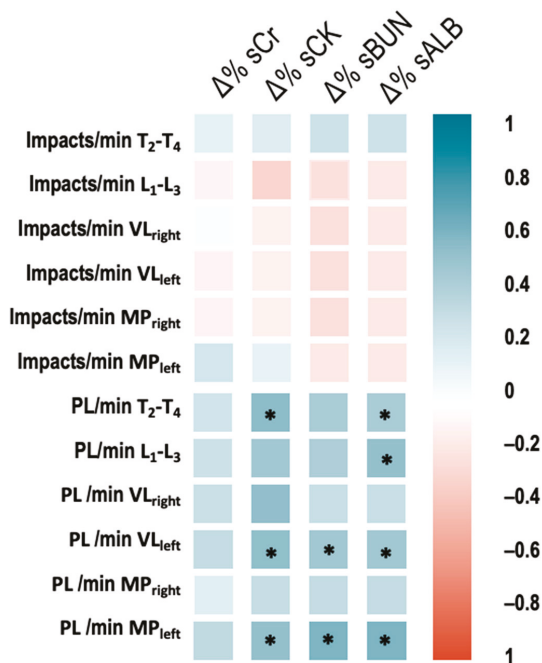 Δ% sCr
Δ% sCK
Δ% sBUN
Δ% sALB
Impacts/min T₂-T₄
Impacts/min L₁-L₃
Impacts/min VLright
Impacts/min VLleft
Impacts/min MPright
Impacts/min MPleft
PL/min T₂-T₄
* *
PL/min L₁-L₃
*
PL /min VLright
PL /min VLleft
* * *
PL /min MPright
PL /min MPleft
* * *
1
0.8
0.6
0.4
0.2
0
–0.2
–0.4
–0.6
–0.8
1